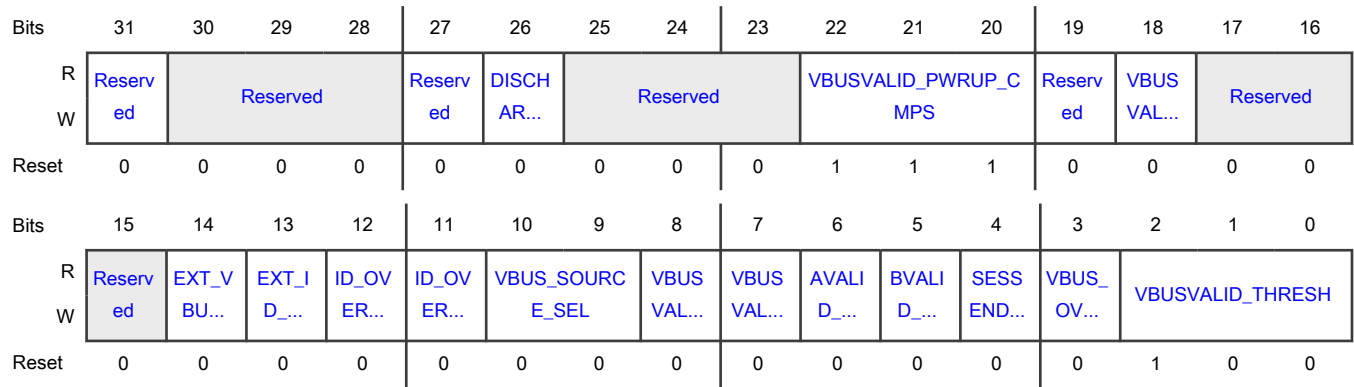 Bits 31 30 29 28 27 26 25 24 23 22 21 20 19 18 17 16
R Reserv Reserved Reserv DISCH Reserved VBUSVALID_PWRUP_C Reserv VBUS Reserved
W ed ed AR... MPS ed VAL...
Reset 0 0 0 0 0 0 0 0 0 1 1 1 0 0 0 0
Bits 15 14 13 12 11 10 9 8 7 6 5 4 3 2 1 0
R Reserv EXT_V EXT_I ID_OV ID_OV VBUS_SOURC VBUS VBUS AVALI BVALI SESS VBUS_ VBUSVALID_THRESH
W ed BU... D_... ER... ER... E_SEL VAL... VAL... D_... D_... END... OV...
Reset 0 0 0 0 0 0 0 0 0 0 0 0 0 1 0 0